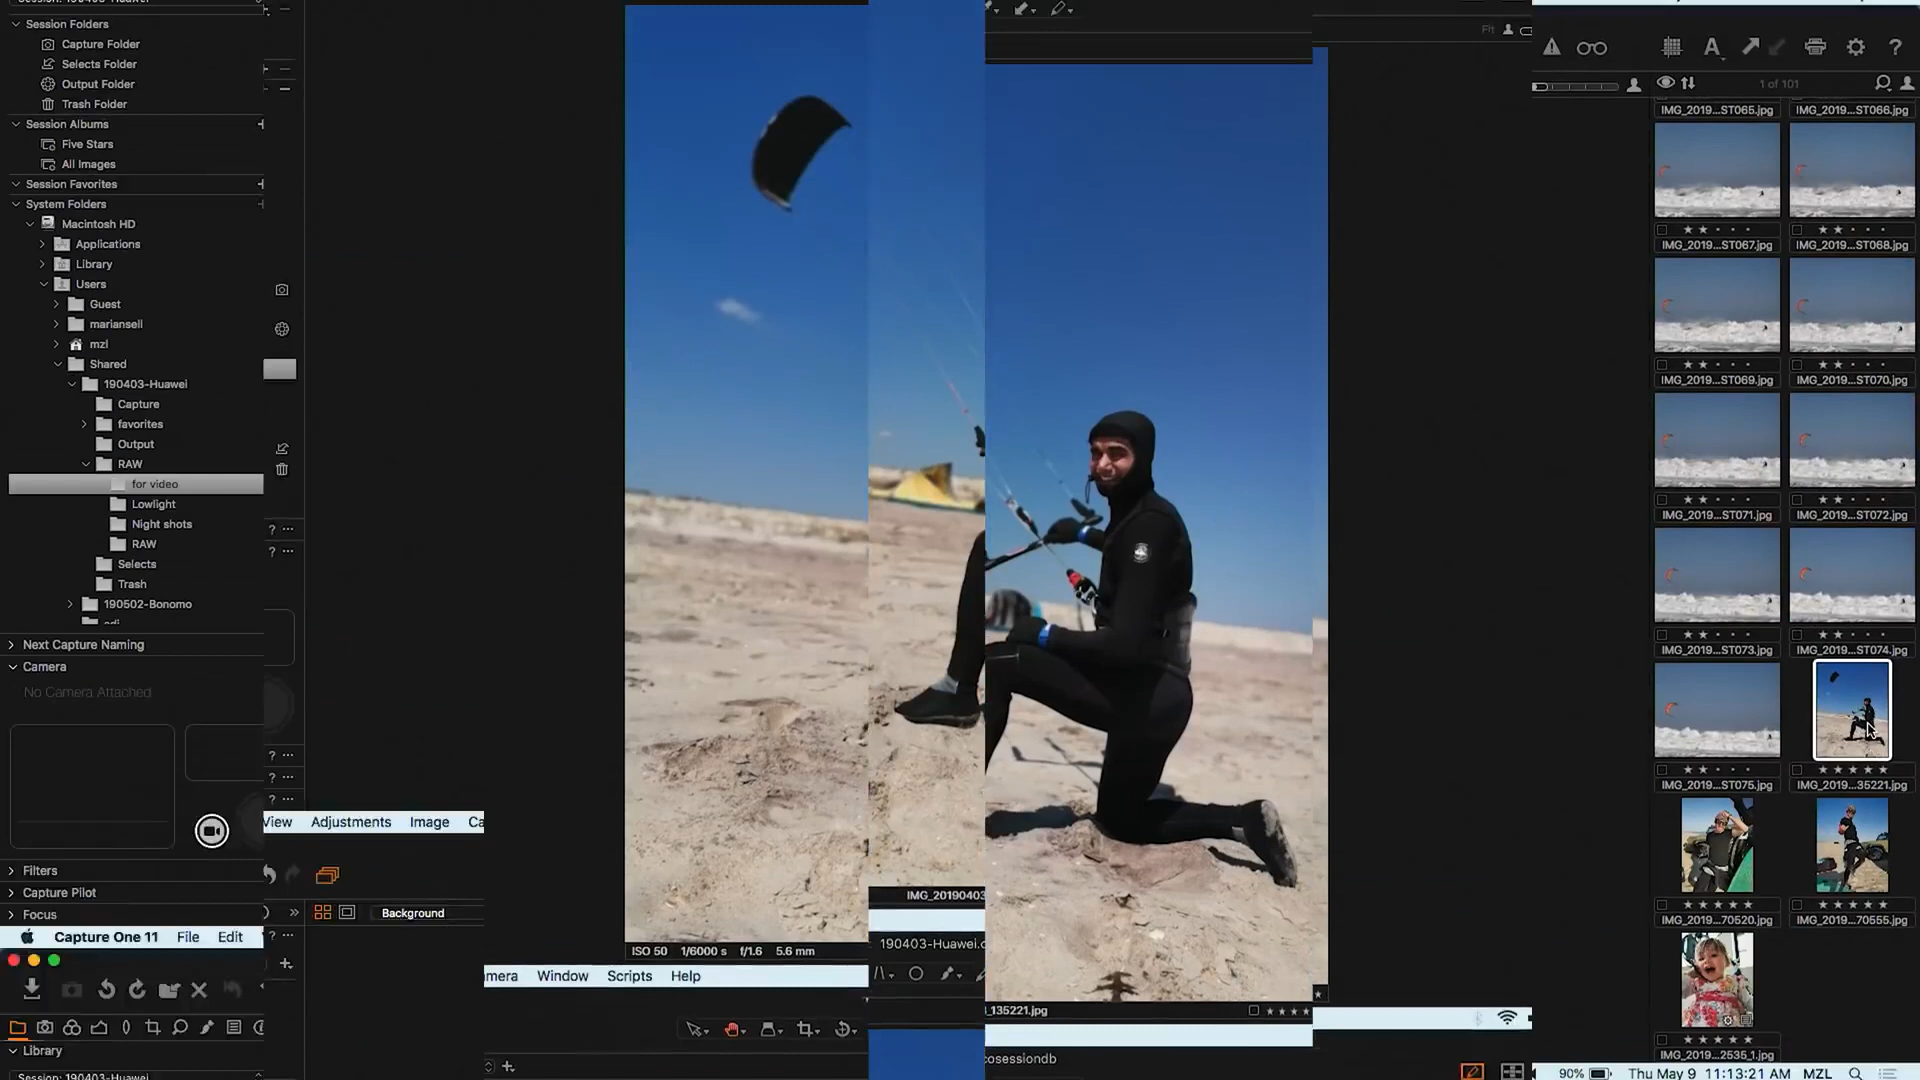 Session Folders
Capture Folder
Selects Folder
Output Folder
Trash Folder
Session Albums
Five Stars
All Images
Session Favorites
System Folders
Macintosh HD
Applications
Library
Users
Guest
mariansell
mzl
Shared
190403-Huawei
Capture
favorites
Output
RAW
for video
Lowlight
Night shots
RAW
Selects
Trash
190502-Bonomo
Next Capture Naming
Camera
No Camera Attached
Filters
Capture Pilot
Focus
Capture One 11 File Edit
Library
Session: 190403-Huawei
View Adjustments Image Ca
Background
ISO 50 1/6000 s f/1.6 5.6 mm
mera Window Scripts Help
IMG_20190403
190403-Huawei.c
_135221.jpg
cosessiondb
Fit
1 of 101
IMG_2019...ST065.jpg IMG_2019...ST066.jpg
IMG_2019...ST067.jpg IMG_2019...ST068.jpg
IMG_2019...ST069.jpg IMG_2019...ST070.jpg
IMG_2019...ST071.jpg IMG_2019...ST072.jpg
IMG_2019...ST073.jpg IMG_2019...ST074.jpg
IMG_2019...ST075.jpg IMG_2019...35221.jpg
IMG_2019...70520.jpg IMG_2019...70555.jpg
IMG_2019...2535_1.jpg
90% Thu May 9 11:13:21 AM MZL